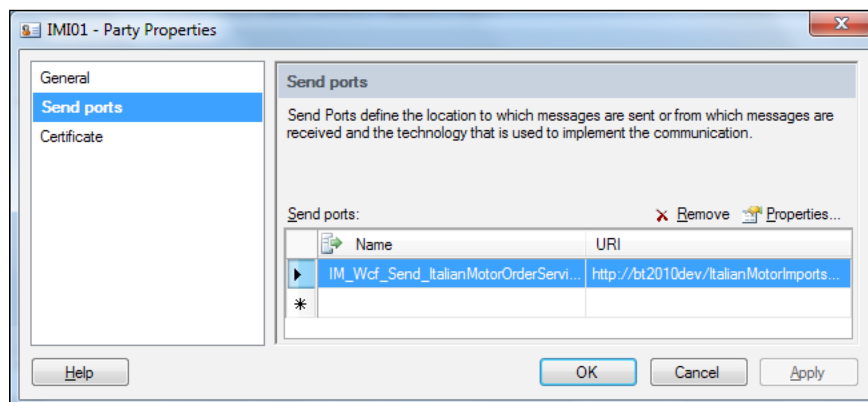 IMI01 - Party Properties
General
Send ports
Certificate
Send ports
Send Ports define the location to which messages are sent or from which messages are
received and the technology that is used to implement the communication.
Send ports:
Remove Properties...
Name URI
IM_Wcf_Send_ItalianMotorOrderServi... http://bt2010dev/ItalianMotorImports...
Help OK Cancel Apply